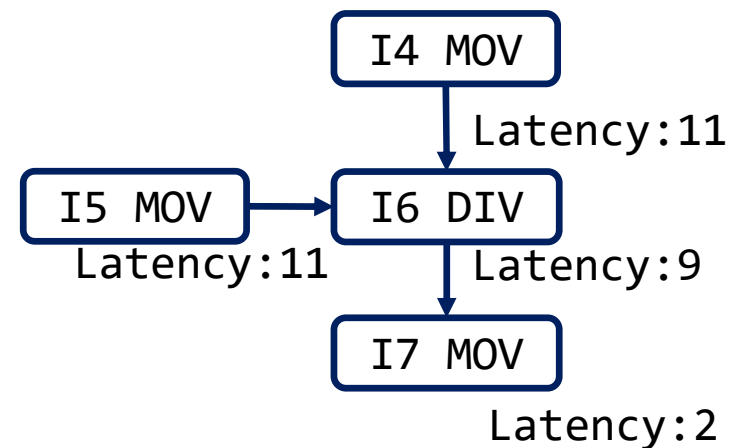 I4 MOV
Latency:11
I5 MOV
Latency:11
I6 DIV
Latency:9
I7 MOV
Latency:2